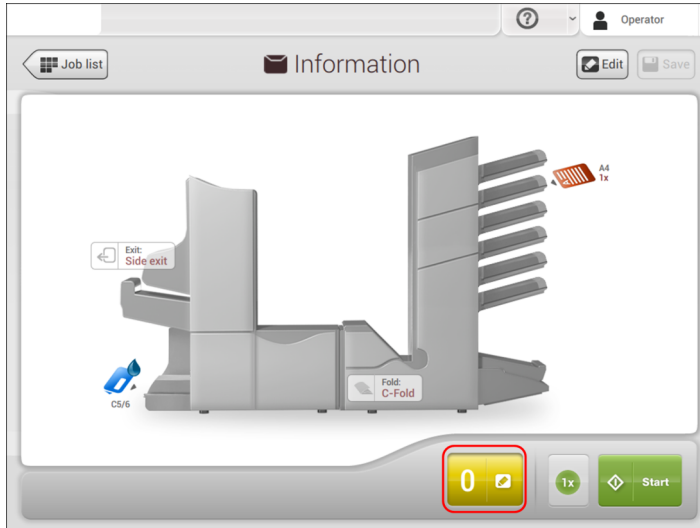 Operator
Job list
Information
Edit
Save
A4
1x
Exit:
Side exit
Fold:
C-Fold
C5/6
0
1x
Start